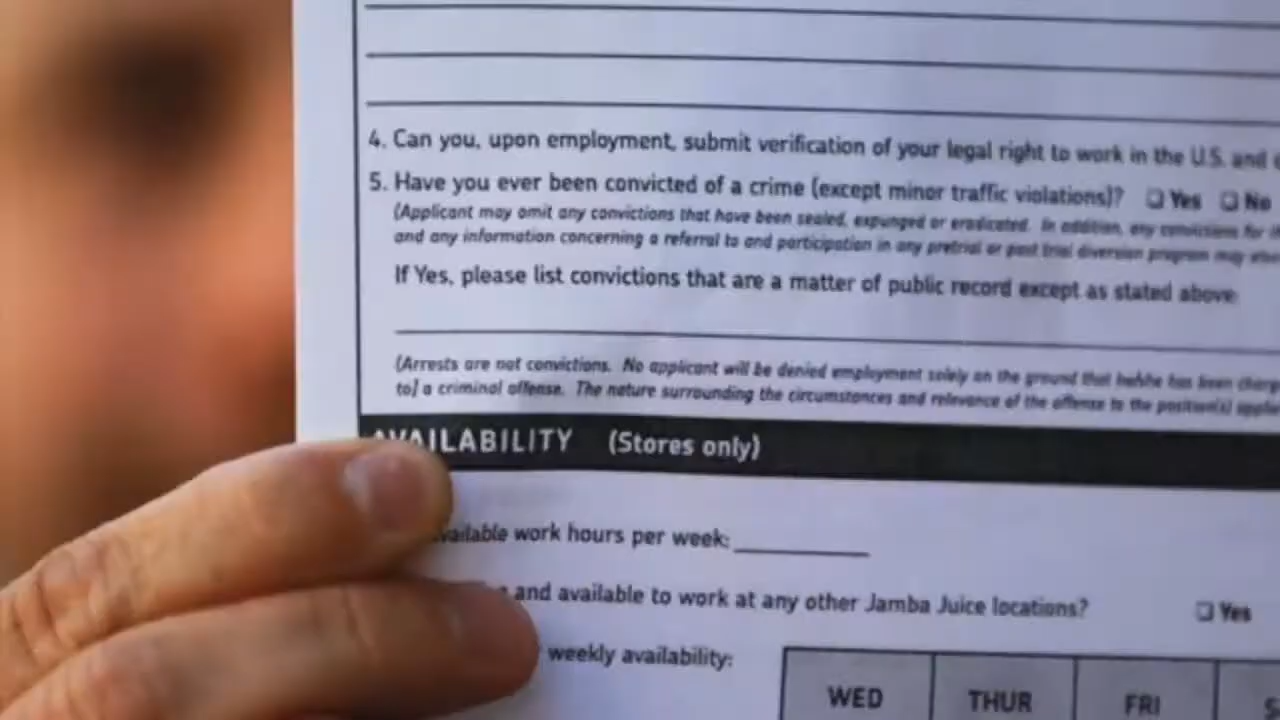 4. Can you, upon employment, submit verification of your legal right to work in the U.S. and
5. Have you ever been convicted of a crime (except minor traffic violations)? ❑ Yes ❑ No
(Applicant may omit any convictions that have been sealed, expunged or eradicated. In addition, any convictions for
and any information concerning a referral to and participation in any pretrial or post trial diversion program may
If Yes, please list convictions that are a matter of public record except as stated above:
(Arrests are not convictions. No applicant will be denied employment solely on the ground that he/she has been
to) a criminal offense. The nature surrounding the circumstances and relevance of the offense to the position(s)
AVAILABILITY (Stores only)
available work hours per week:
and available to work at any other Jamba Juice locations? ❑ Yes
weekly availability:
WED THUR FRI